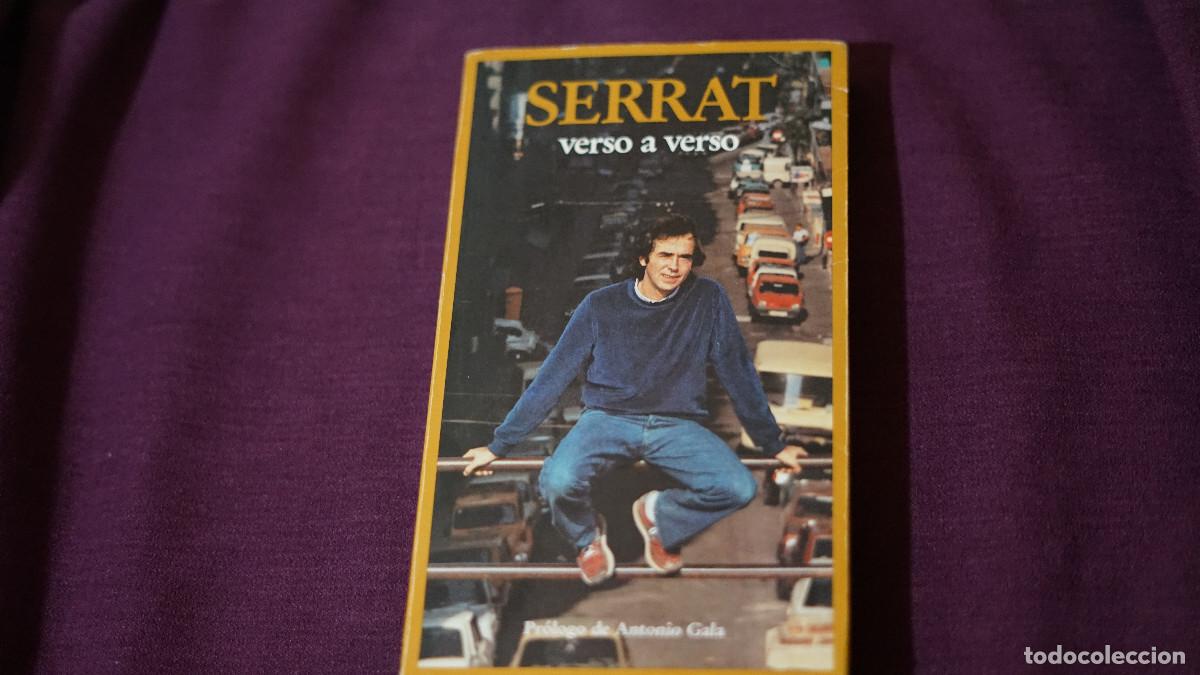 SERRAT
verso a verso
Prólogo de Antonio Gala
todocoleccion